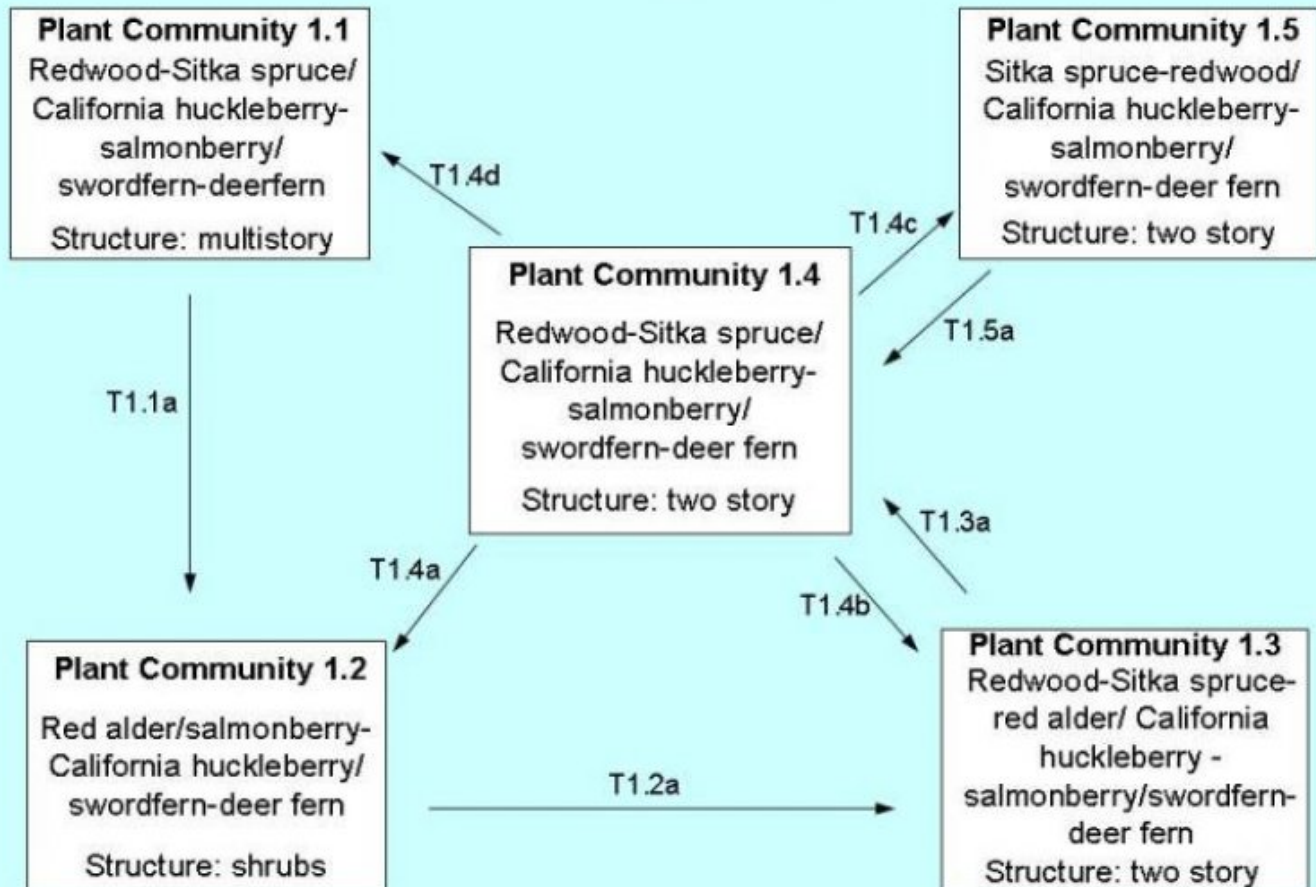 Plant Community 1.1
Redwood-Sitka spruce/
California huckleberry-
salmonberry/
swordfern-deerfern
Structure: multistory
Plant Community 1.5
Sitka spruce-redwood/
California huckleberry-
salmonberry/
swordfern-deer fern
Structure: two story
T1.4d
T1.4c
T1.5a
Plant Community 1.4
Redwood-Sitka spruce/
California huckleberry-
salmonberry/
swordfern-deer fern
Structure: two story
T1.1a
T1.3a
T1.4a
T1.4b
Plant Community 1.2
Red alder/salmonberry-
California huckleberry/
swordfern-deer fern
Structure: shrubs
T1.2a
Plant Community 1.3
Redwood-Sitka spruce-
red alder/ California
huckleberry -
salmonberry/swordfern-
deer fern
Structure: two story